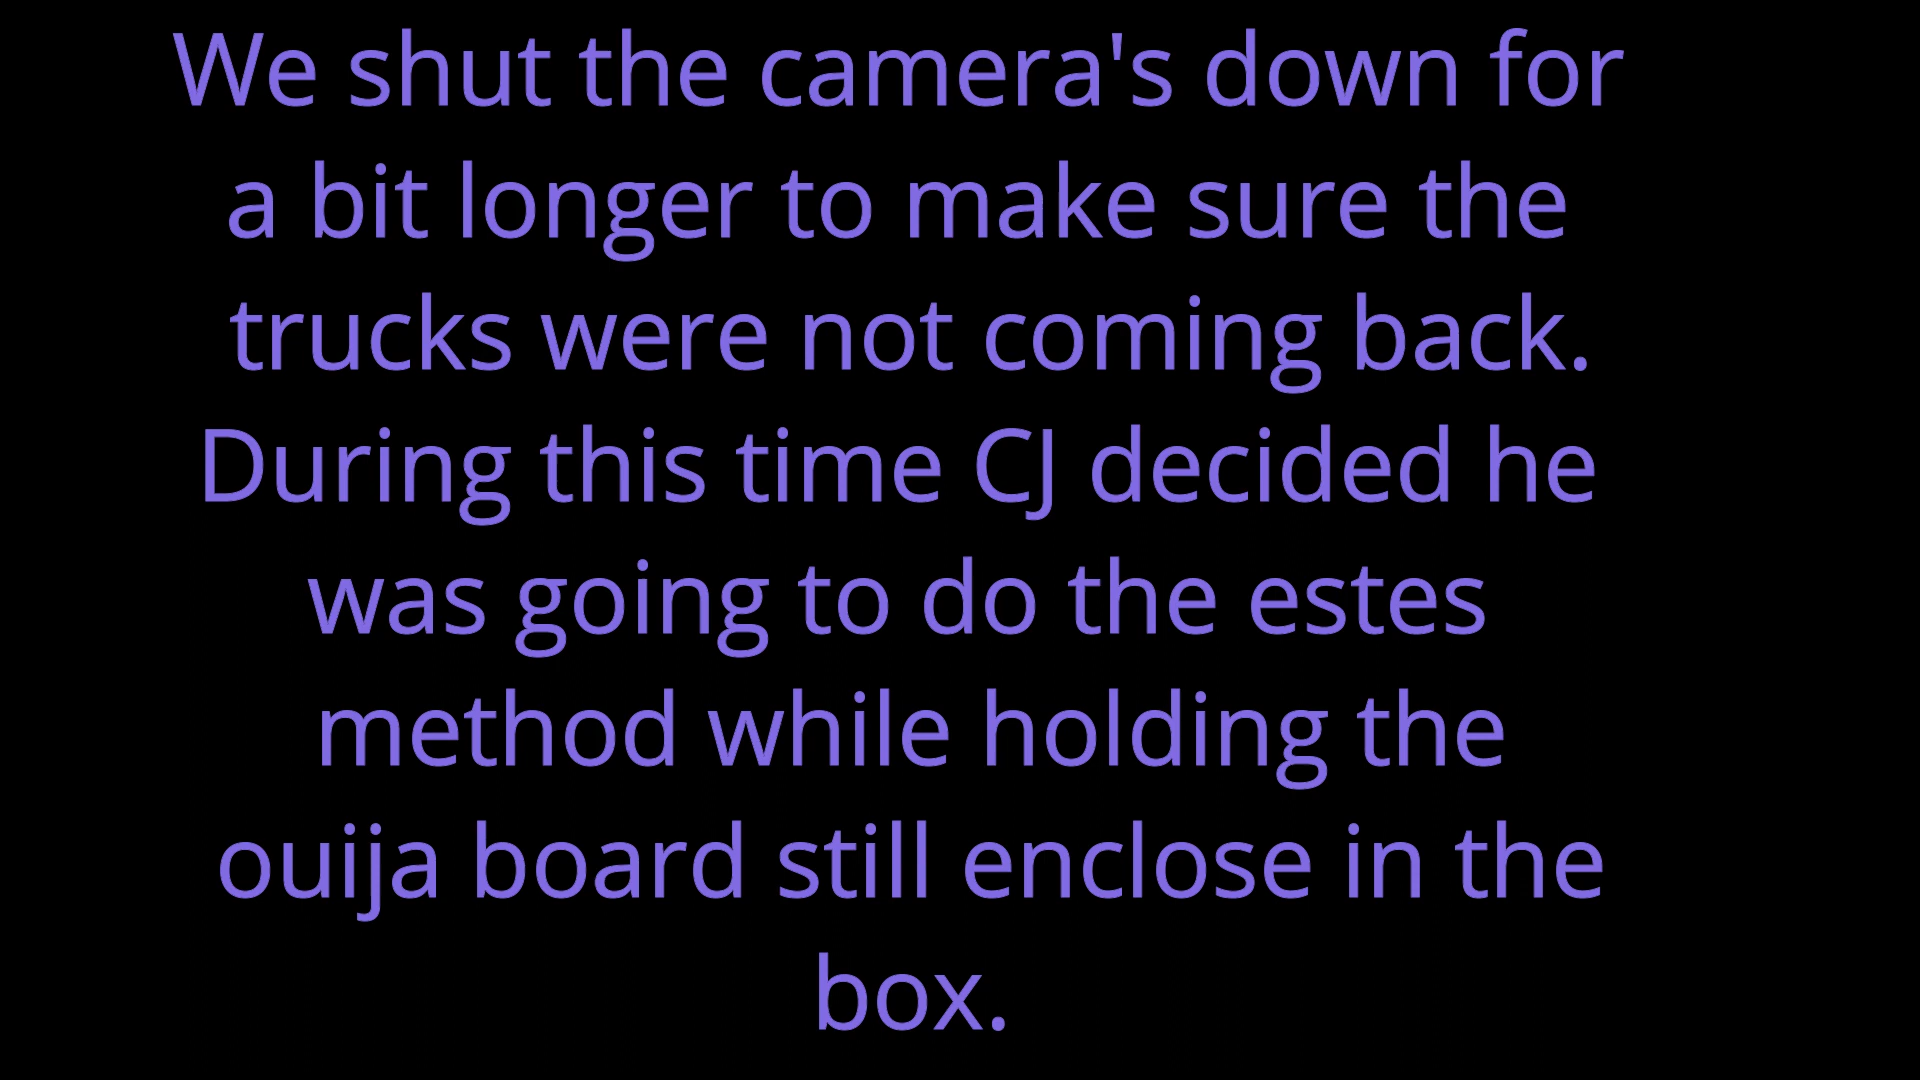 We shut the camera's down for
a bit longer to make sure the
trucks were not coming back.
During this time CJ decided he
was going to do the estes
method while holding the
ouija board still enclose in the
box.